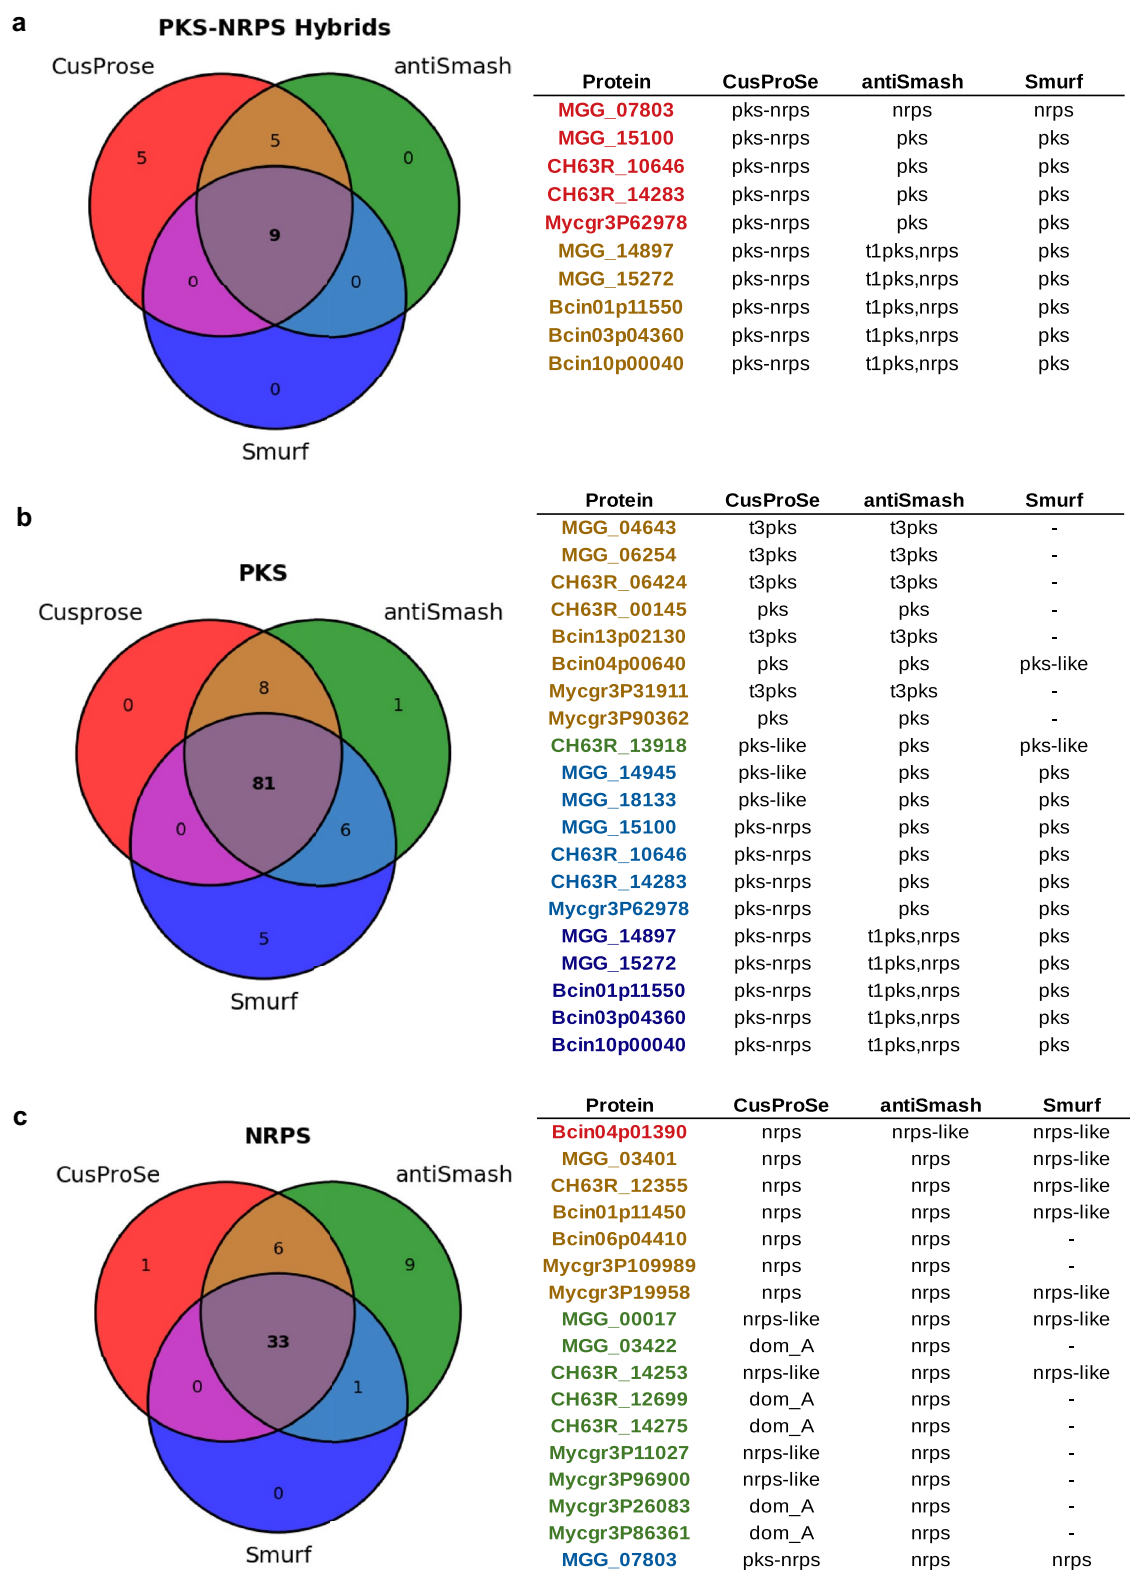 a
PKS-NRPS Hybrids
CusProse antiSmash
5 5 0
9
0 0
0
Smurf
Protein CusProSe antiSmash Smurf
MGG_07803 pks-nrps nrps nrps
MGG_15100 pks-nrps pks pks
CH63R_10646 pks-nrps pks pks
CH63R_14283 pks-nrps pks pks
Mycgr3P62978 pks-nrps pks pks
MGG_14897 pks-nrps t1pks,nrps pks
MGG_15272 pks-nrps t1pks,nrps pks
Bcin01p11550 pks-nrps t1pks,nrps pks
Bcin03p04360 pks-nrps t1pks,nrps pks
Bcin10p00040 pks-nrps t1pks,nrps pks
b
PKS
Cusprose antiSmash
0 8 1
81
0 6
5
Smurf
Protein CusProSe antiSmash Smurf
MGG_04643 t3pks t3pks -
MGG_06254 t3pks t3pks -
CH63R_06424 t3pks t3pks -
CH63R_00145 pks pks -
Bcin13p02130 t3pks t3pks -
Bcin04p00640 pks pks pks-like
Mycgr3P31911 t3pks t3pks -
Mycgr3P90362 pks pks -
CH63R_13918 pks-like pks pks-like
MGG_14945 pks-like pks pks
MGG_18133 pks-like pks pks
MGG_15100 pks-nrps pks pks
CH63R_10646 pks-nrps pks pks
CH63R_14283 pks-nrps pks pks
Mycgr3P62978 pks-nrps pks pks
MGG_14897 pks-nrps t1pks,nrps pks
MGG_15272 pks-nrps t1pks,nrps pks
Bcin01p11550 pks-nrps t1pks,nrps pks
Bcin03p04360 pks-nrps t1pks,nrps pks
Bcin10p00040 pks-nrps t1pks,nrps pks
c
NRPS
CusProSe antiSmash
1 6 9
33
0 1
0
Smurf
Protein CusProSe antiSmash Smurf
Bcin04p01390 nrps nrps-like nrps-like
MGG_03401 nrps nrps nrps-like
CH63R_12355 nrps nrps nrps-like
Bcin01p11450 nrps nrps nrps-like
Bcin06p04410 nrps nrps -
Mycgr3P109989 nrps nrps -
Mycgr3P19958 nrps nrps nrps-like
MGG_00017 nrps-like nrps nrps-like
MGG_03422 dom_A nrps -
CH63R_14253 nrps-like nrps nrps-like
CH63R_12699 dom_A nrps -
CH63R_14275 dom_A nrps -
Mycgr3P11027 nrps-like nrps -
Mycgr3P96900 nrps-like nrps -
Mycgr3P26083 dom_A nrps -
Mycgr3P86361 dom_A nrps -
MGG_07803 pks-nrps nrps nrps